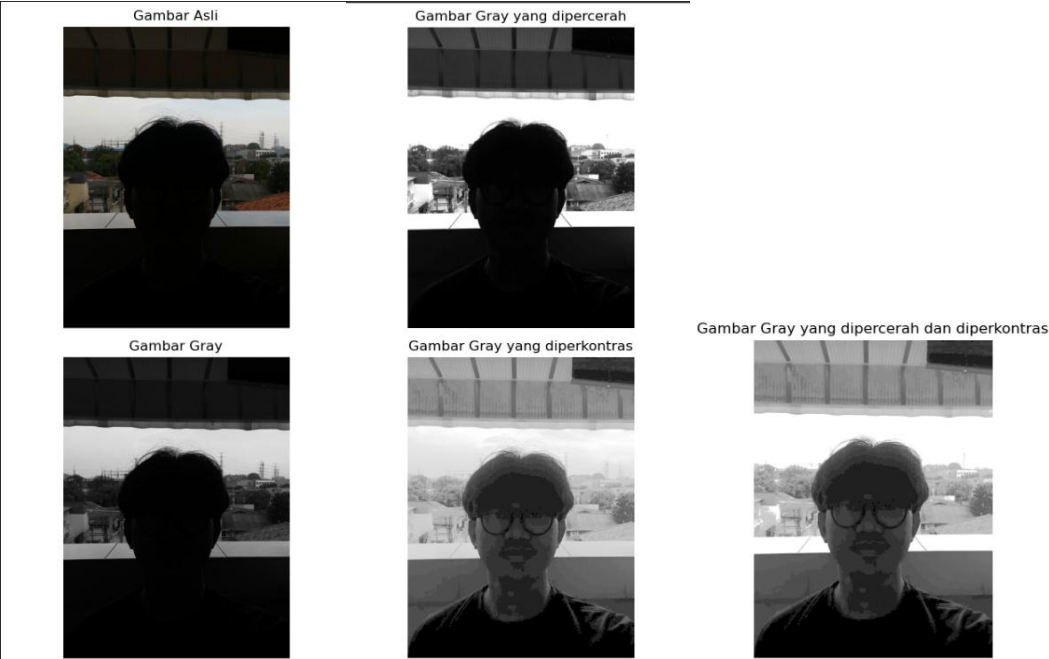 Gambar Asli
Gambar Gray yang dipercerah
Gambar Gray
Gambar Gray yang diperkontras
Gambar Gray yang dipercerah dan diperkontras